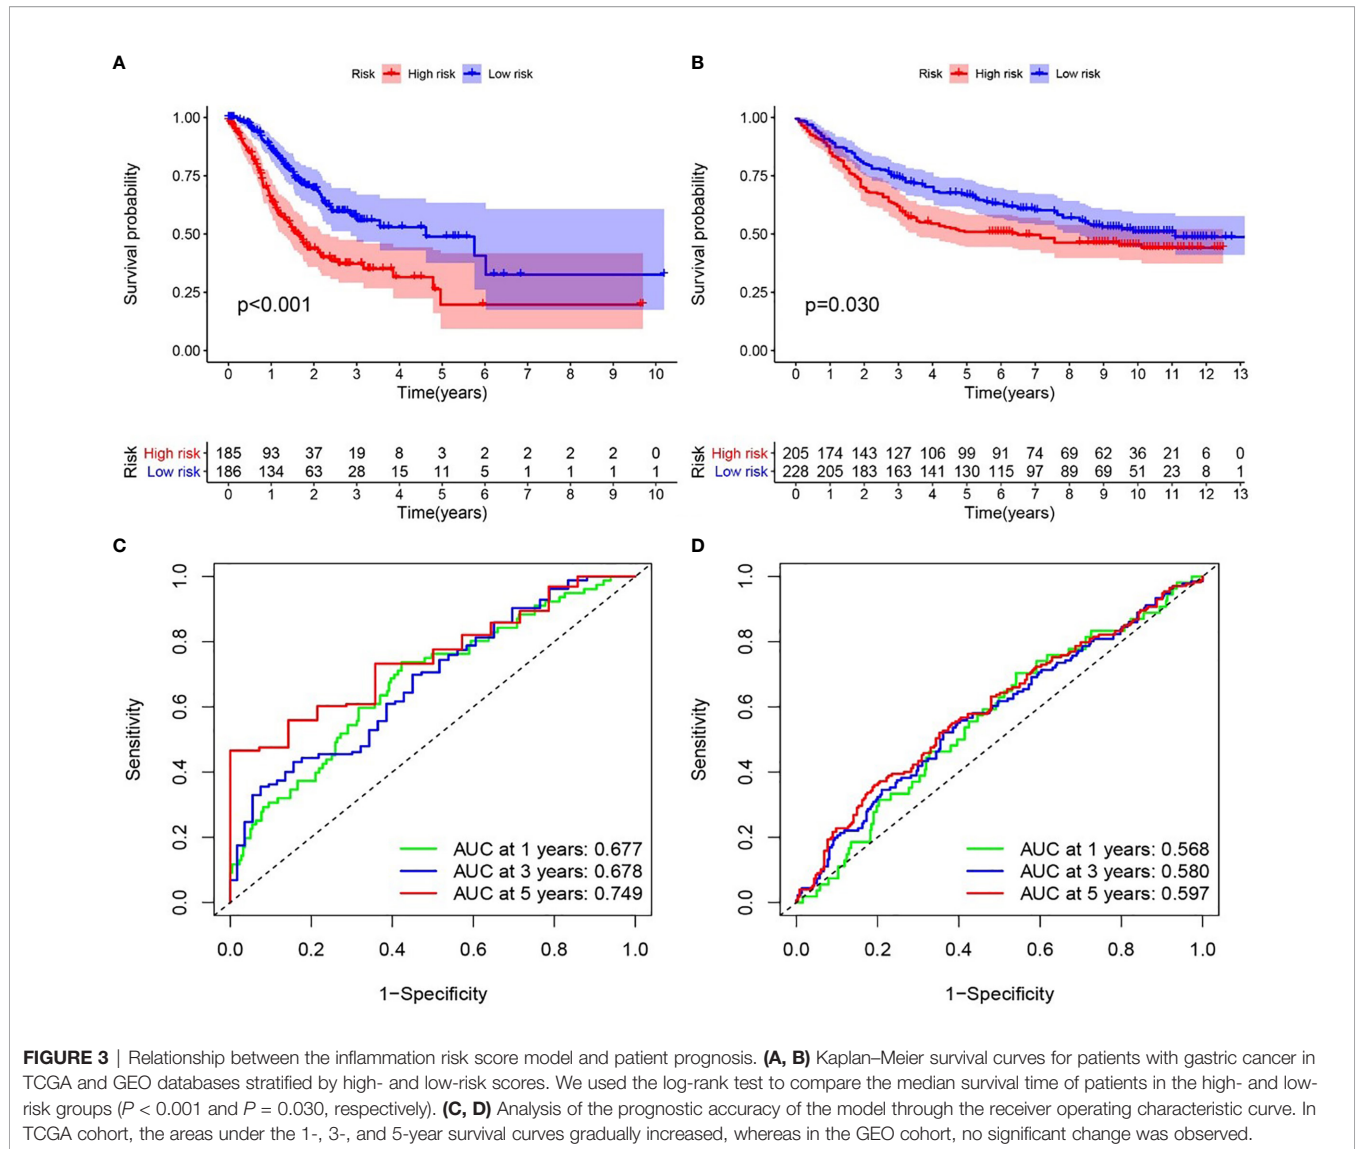 A
Risk High risk Low risk
1.00
0.75
0.50
0.25
0.00
Survival probability
p<0.001
0 1 2 3 4 5 6 7 8 9 10
Time(years)
Risk
High risk 185 93 37 19 8 3 2 2 2 2 0
Low risk 186 134 63 28 15 11 5 1 1 1 1
0 1 2 3 4 5 6 7 8 9 10
Time(years)
B
Risk High risk Low risk
1.00
0.75
0.50
0.25
0.00
Survival probability
p=0.030
0 1 2 3 4 5 6 7 8 9 10 11 12 13
Time(years)
Risk
High risk 205 174 143 127 106 99 91 74 69 62 36 21 6 0
Low risk 228 205 183 163 141 130 115 97 89 69 51 23 8 1
0 1 2 3 4 5 6 7 8 9 10 11 12 13
Time(years)
C
1.0
0.8
0.6
0.4
0.2
0.0
Sensitivity
AUC at 1 years: 0.677
AUC at 3 years: 0.678
AUC at 5 years: 0.749
0.0 0.2 0.4 0.6 0.8 1.0
1−Specificity
D
1.0
0.8
0.6
0.4
0.2
0.0
Sensitivity
AUC at 1 years: 0.568
AUC at 3 years: 0.580
AUC at 5 years: 0.597
0.0 0.2 0.4 0.6 0.8 1.0
1−Specificity
FIGURE 3 | Relationship between the inflammation risk score model and patient prognosis. (A, B) Kaplan–Meier survival curves for patients with gastric cancer in
TCGA and GEO databases stratified by high- and low-risk scores. We used the log-rank test to compare the median survival time of patients in the high- and low-
risk groups (P < 0.001 and P = 0.030, respectively). (C, D) Analysis of the prognostic accuracy of the model through the receiver operating characteristic curve. In
TCGA cohort, the areas under the 1-, 3-, and 5-year survival curves gradually increased, whereas in the GEO cohort, no significant change was observed.